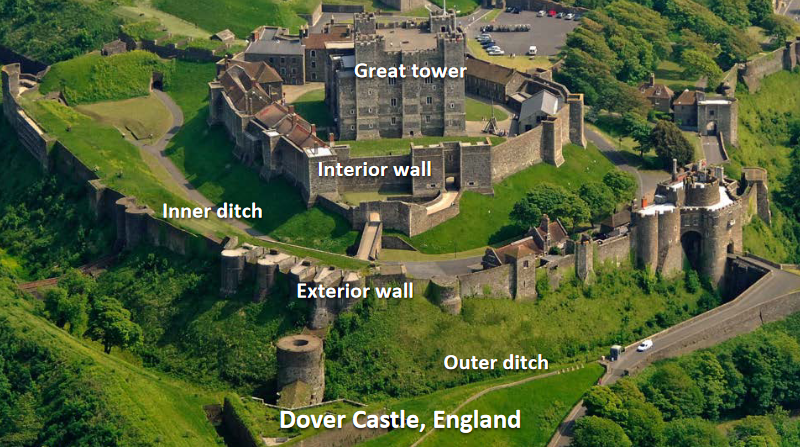 Great tower
Interior wall
Inner ditch
Exterior wall
Outer ditch
Dover Castle, England